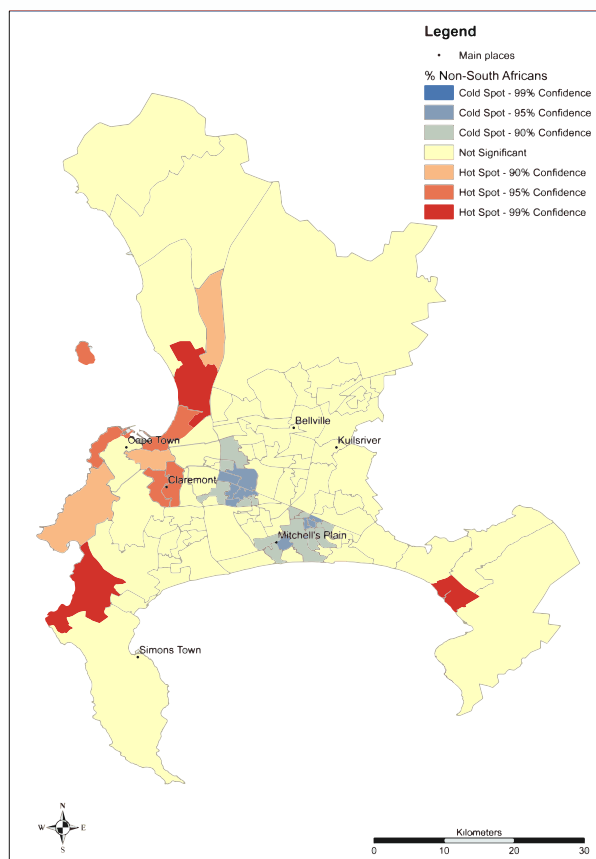 Legend
Main places
% Non-South Africans
Cold Spot - 99% Confidence
Cold Spot - 95% Confidence
Cold Spot - 90% Confidence
Not Significant
Hot Spot - 90% Confidence
Hot Spot - 95% Confidence
Hot Spot - 99% Confidence
Bellville
Cape Town
Kuilsriver
Claremont
Mitchell's Plain
Simons Town
N
W E
S
Kilometers
0 10 20 30